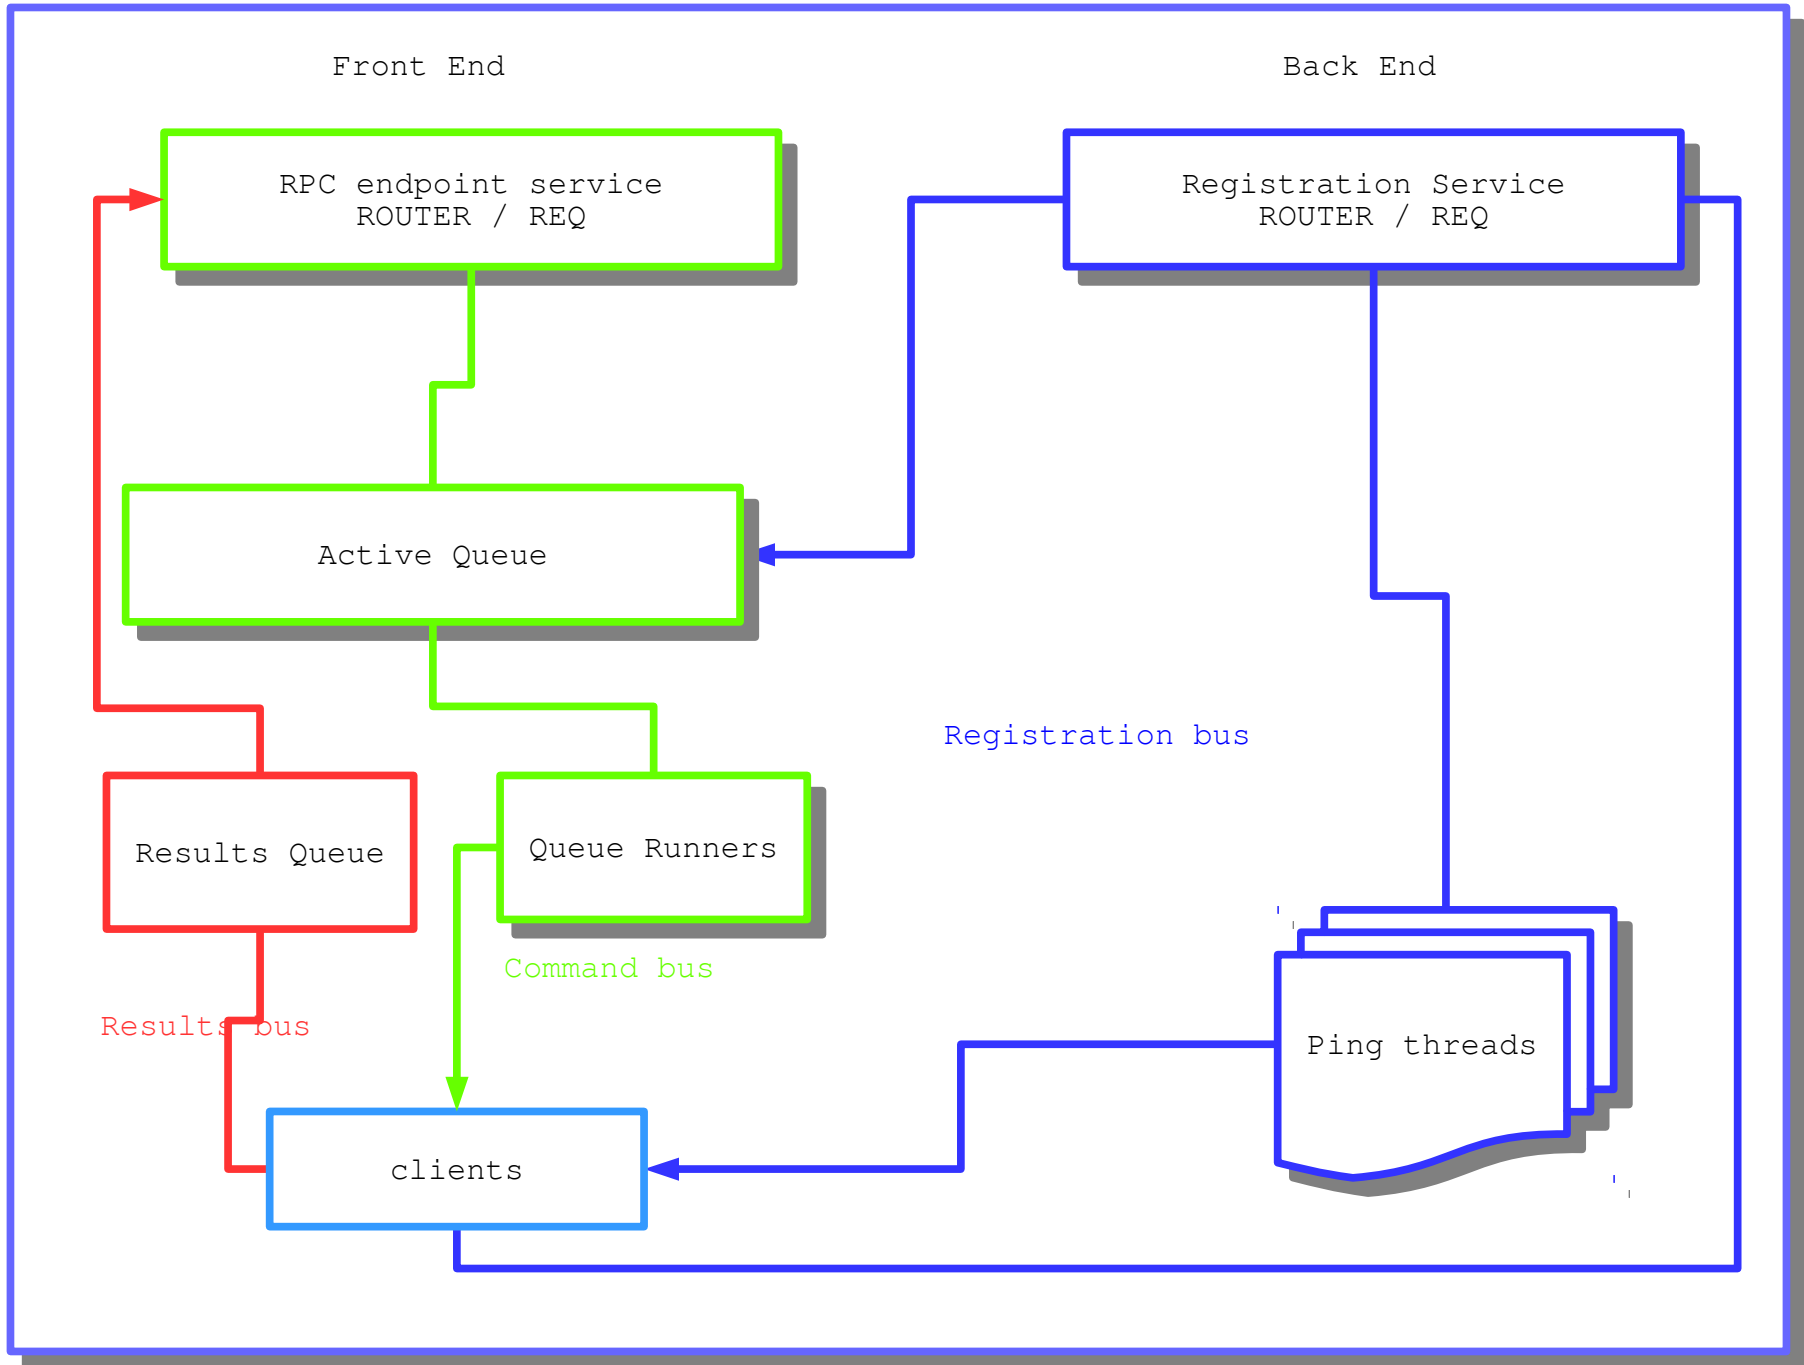 Front End
Back End
RPC endpoint service
ROUTER / REQ
Registration Service
ROUTER / REQ
Active Queue
Registration bus
Results Queue
Queue Runners
Command bus
Results bus
Ping threads
clients